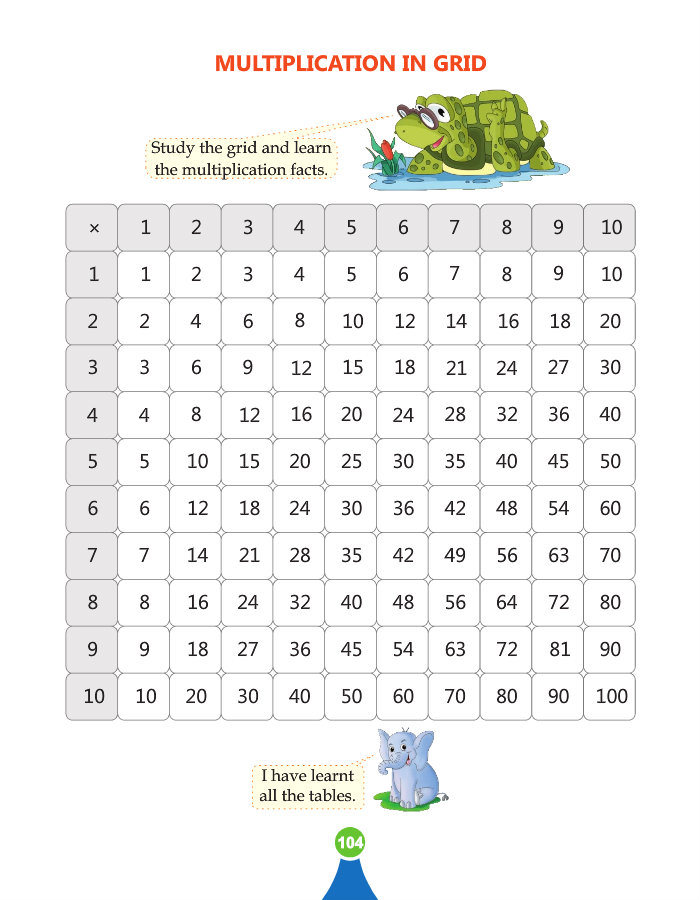 MULTIPLICATION IN GRID
Study the grid and learn
the multiplication facts.
× 1 2 3 4 5 6 7 8 9 10
1 1 2 3 4 5 6 7 8 9 10
2 2 4 6 8 10 12 14 16 18 20
3 3 6 9 12 15 18 21 24 27 30
4 4 8 12 16 20 24 28 32 36 40
5 5 10 15 20 25 30 35 40 45 50
6 6 12 18 24 30 36 42 48 54 60
7 7 14 21 28 35 42 49 56 63 70
8 8 16 24 32 40 48 56 64 72 80
9 9 18 27 36 45 54 63 72 81 90
10 10 20 30 40 50 60 70 80 90 100
I have learnt
all the tables.
104